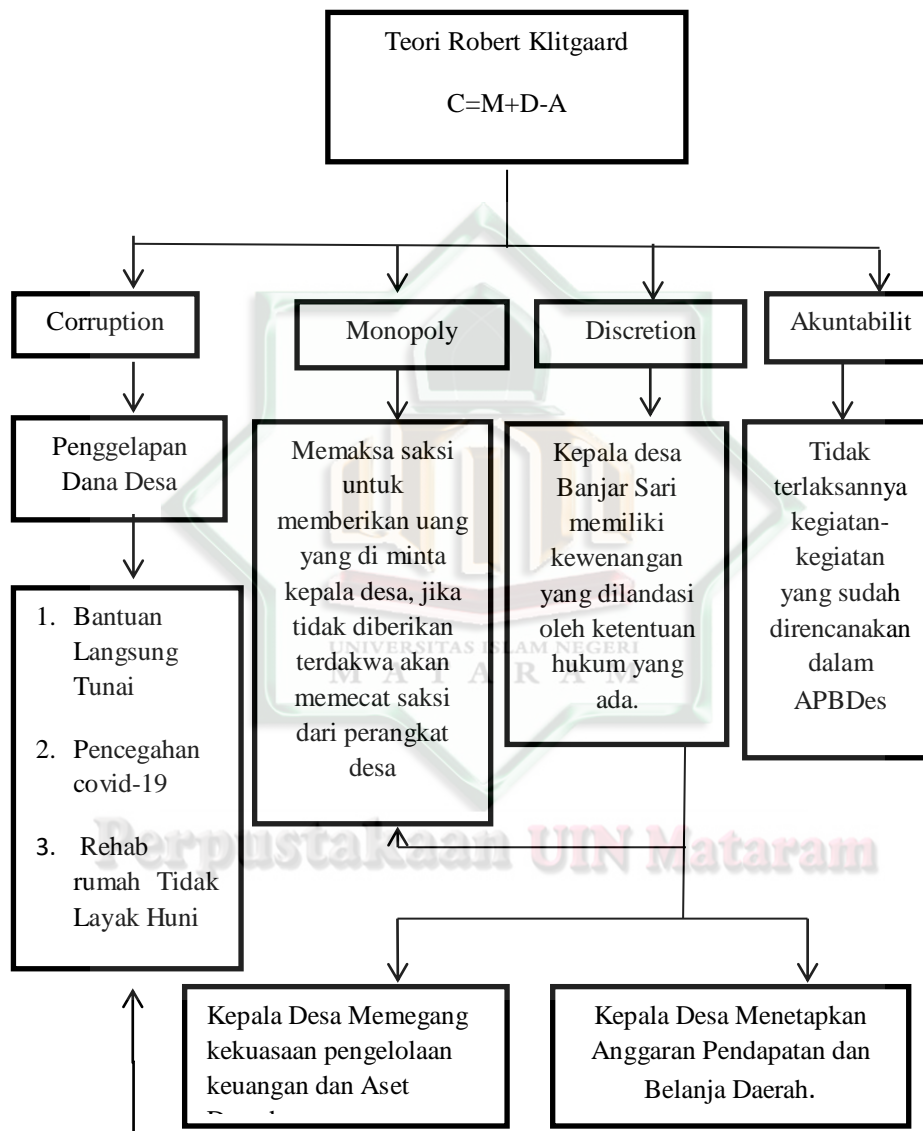 Teori Robert Klitgaard
C=M+D-A
Corruption
Monopoly
Discretion
Akuntabilit
Penggelapan
Dana Desa
Memaksa saksi
untuk
memberikan uang
yang di minta
kepala desa, jika
tidak diberikan
terdakwa akan
memecat saksi
dari perangkat
desa
Kepala desa
Banjar Sari
memiliki
kewenangan
yang dilandasi
oleh ketentuan
hukum yang
ada.
Tidak
terlaksannya
kegiatan-
kegiatan
yang sudah
direncanakan
dalam
APBDes
1. Bantuan
Langsung
Tunai
2. Pencegahan
covid-19
3. Rehab
rumah Tidak
Layak Huni
UNIVERSITAS ISLAM NEGERI
MATARAM
Perpustakaan UIN Mataram
Kepala Desa Memegang
kekuasaan pengelolaan
keuangan dan Aset
Kepala Desa Menetapkan
Anggaran Pendapatan dan
Belanja Daerah.